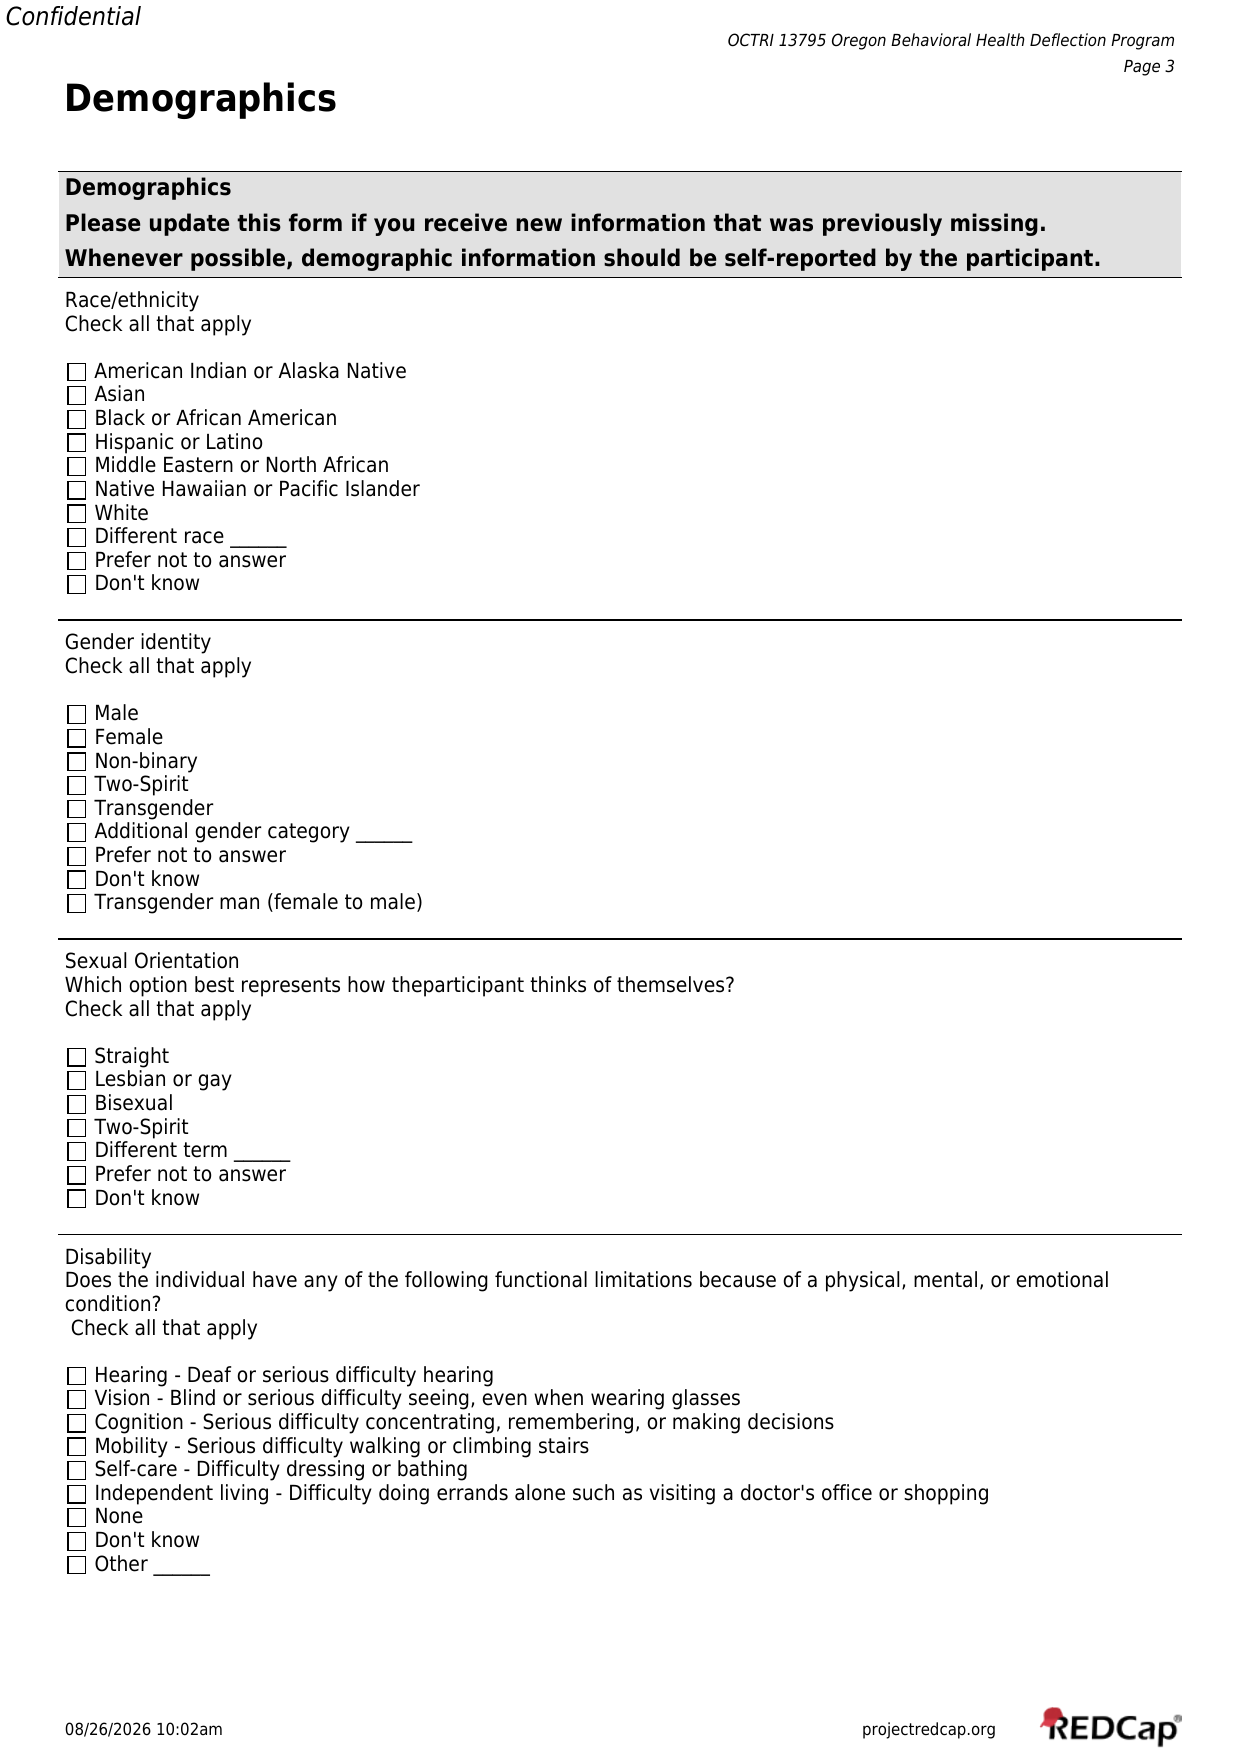 Confidential
OCTRI 13795 Oregon Behavioral Health Deflection Program
Page 3
Demographics
Demographics
Please update this form if you receive new information that was previously missing.
Whenever possible, demographic information should be self-reported by the participant.
Race/ethnicity
Check all that apply
American Indian or Alaska Native
Asian
Black or African American
Hispanic or Latino
Middle Eastern or North African
Native Hawaiian or Pacific Islander
White
Different race ______
Prefer not to answer
Don't know
Gender identity
Check all that apply
Male
Female
Non-binary
Two-Spirit
Transgender
Additional gender category ______
Prefer not to answer
Don't know
Transgender man (female to male)
Sexual Orientation
Which option best represents how theparticipant thinks of themselves?
Check all that apply
Straight
Lesbian or gay
Bisexual
Two-Spirit
Different term ______
Prefer not to answer
Don't know
Disability
Does the individual have any of the following functional limitations because of a physical, mental, or emotional
condition?
Check all that apply
Hearing - Deaf or serious difficulty hearing
Vision - Blind or serious difficulty seeing, even when wearing glasses
Cognition - Serious difficulty concentrating, remembering, or making decisions
Mobility - Serious difficulty walking or climbing stairs
Self-care - Difficulty dressing or bathing
Independent living - Difficulty doing errands alone such as visiting a doctor's office or shopping
None
Don't know
Other ______
08/26/2026 10:02am
projectredcap.org
REDCap®